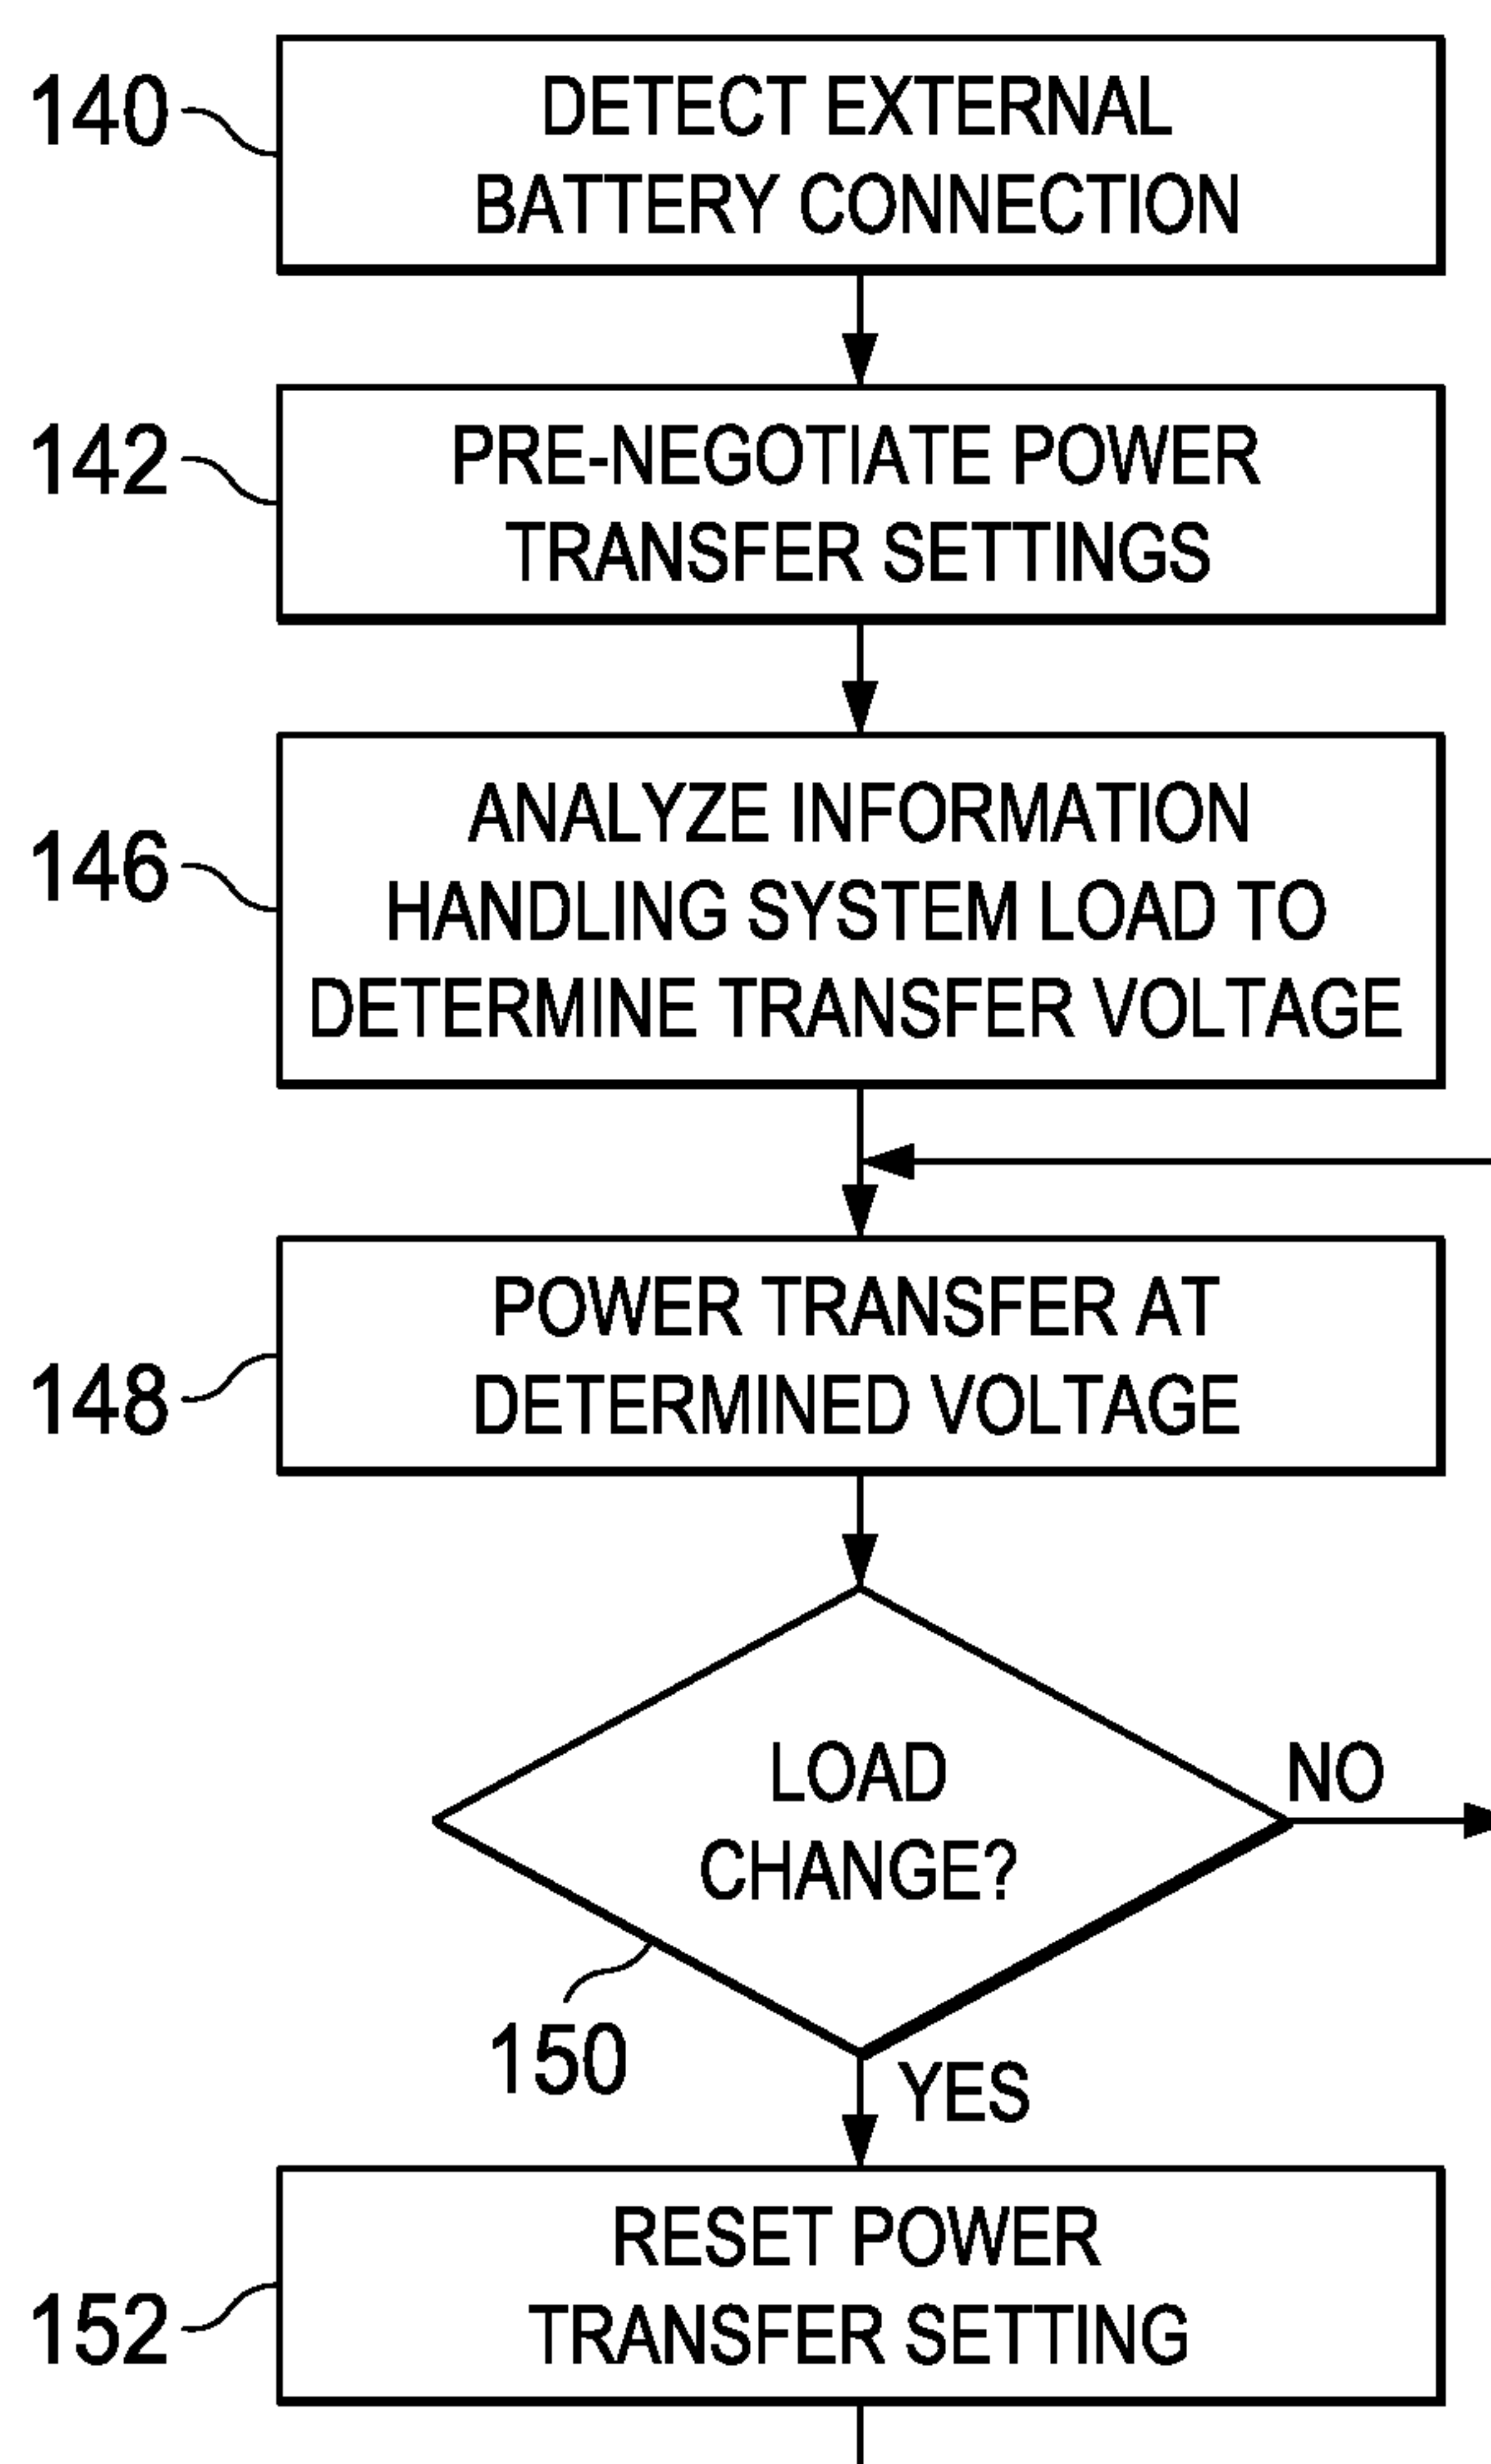 140
DETECT EXTERNAL
BATTERY CONNECTION
142
PRE-NEGOTIATE POWER
TRANSFER SETTINGS
146
ANALYZE INFORMATION
HANDLING SYSTEM LOAD TO
DETERMINE TRANSFER VOLTAGE
148
POWER TRANSFER AT
DETERMINED VOLTAGE
LOAD
CHANGE?
NO
150
YES
152
RESET POWER
TRANSFER SETTING